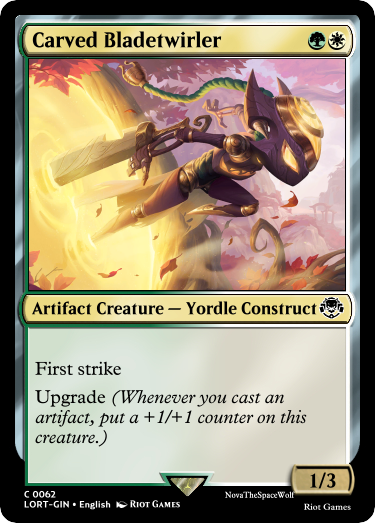 Carved Bladetwirler
Artifact Creature — Yordle Construct
First strike
Upgrade (Whenever you cast an
artifact, put a +1/+1 counter on this
creature.)
1/3
C 0062
LORT-GIN • English RIOT GAMES
NovaTheSpaceWolf
Riot Games